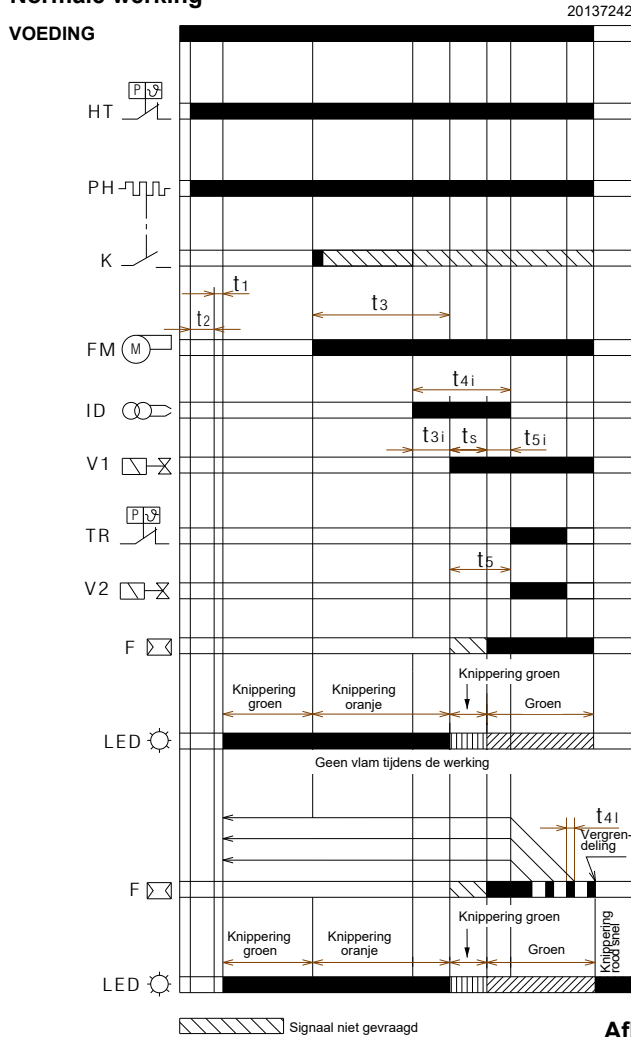 Normale werking
20137242
VOEDING
P ϑ
HT
PH
K
t1
t2
t3
FM M
t4i
ID
t3i ts t5i
V1
P ϑ
TR
t5
V2
F
Knippering groen
Knippering
groen
Knippering
oranje
Groen
LED
Geen vlam tijdens de werking
t4l
Vergren-
deling
F
Knippering groen
Knippering
groen
Knippering
oranje
Groen
Knippering
rood snel
LED
Signaal niet gevraagd